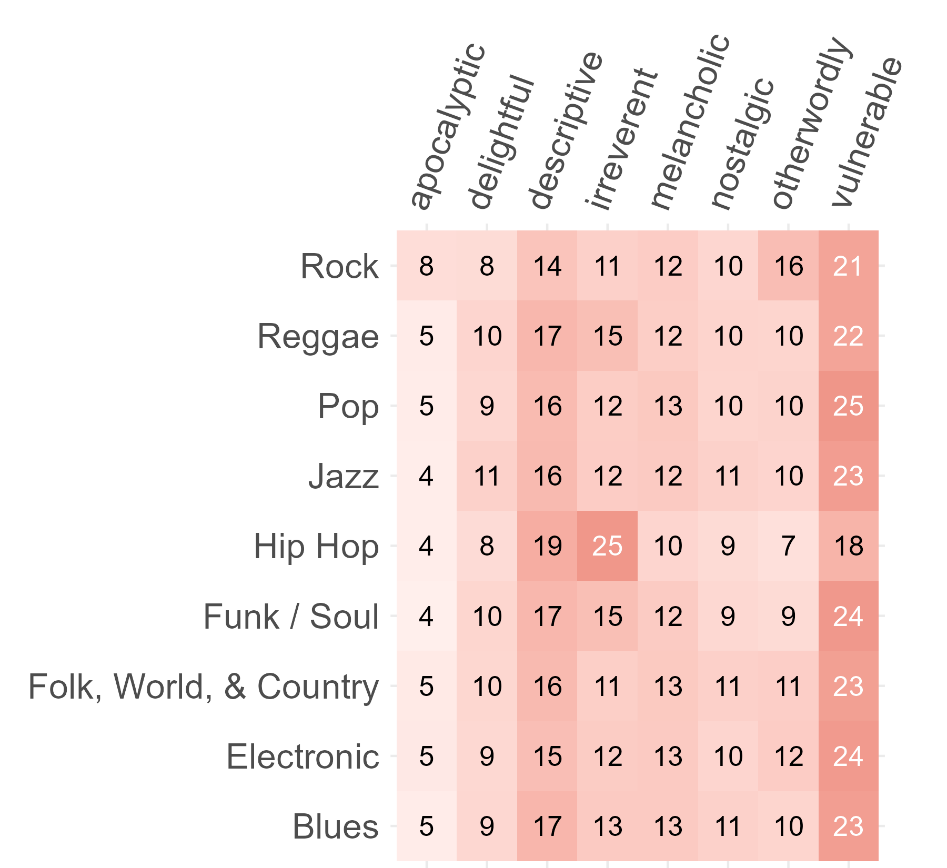 apocalyptic delightful descriptive irreverent melancholic nostalgic otherwordly vulnerable
Rock 8 8 14 11 12 10 16 21
Reggae 5 10 17 15 12 10 10 22
Pop 5 9 16 12 13 10 10 25
Jazz 4 11 16 12 12 11 10 23
Hip Hop 4 8 19 25 10 9 7 18
Funk / Soul 4 10 17 15 12 9 9 24
Folk, World, & Country 5 10 16 11 13 11 11 23
Electronic 5 9 15 12 13 10 12 24
Blues 5 9 17 13 13 11 10 23